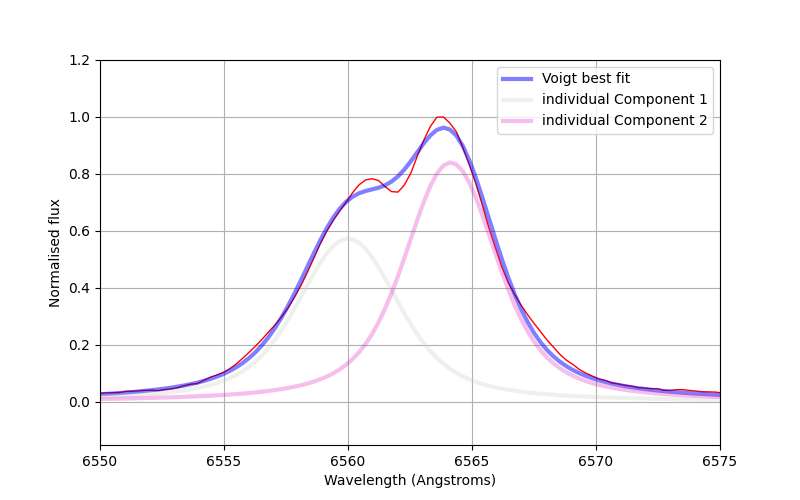 1.2
1.0
0.8
0.6
0.4
0.2
0.0
Normalised flux
Voigt best fit
individual Component 1
individual Component 2
6550 6555 6560 6565 6570 6575
Wavelength (Angstroms)